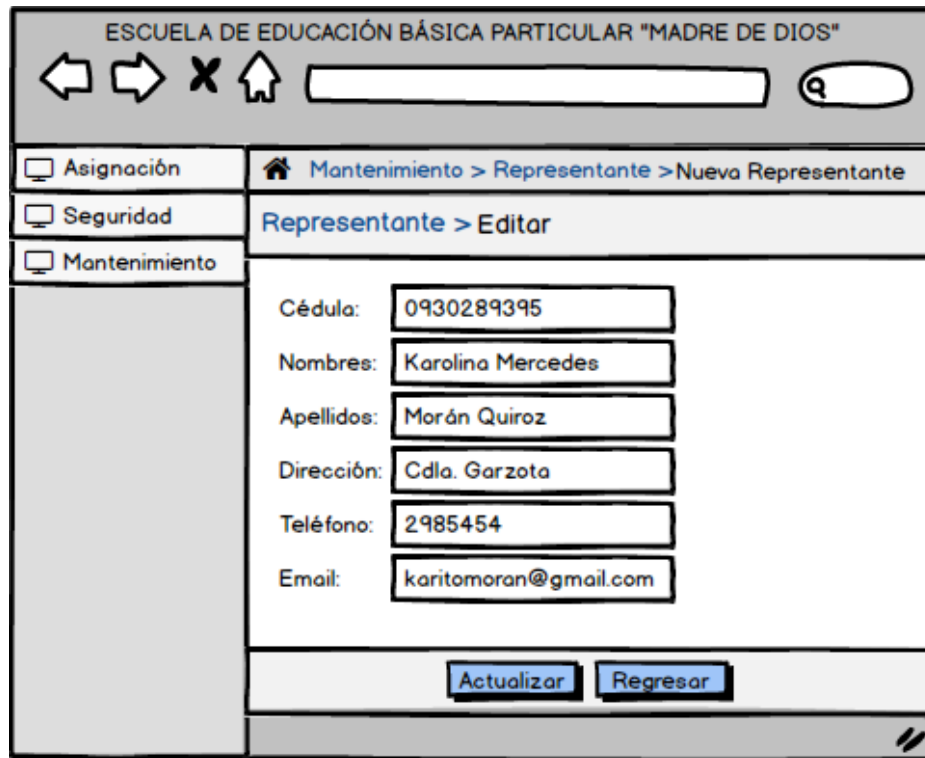 ESCUELA DE EDUCACIÓN BÁSICA PARTICULAR "MADRE DE DIOS"
Asignación
Seguridad
Mantenimiento
Mantenimiento > Representante >Nueva Representante
Representante > Editar
Cédula: 0930289395
Nombres: Karolina Mercedes
Apellidos: Morán Quiroz
Dirección: Cdla. Garzota
Teléfono: 2985454
Email: karitomoran@gmail.com
Actualizar Regresar